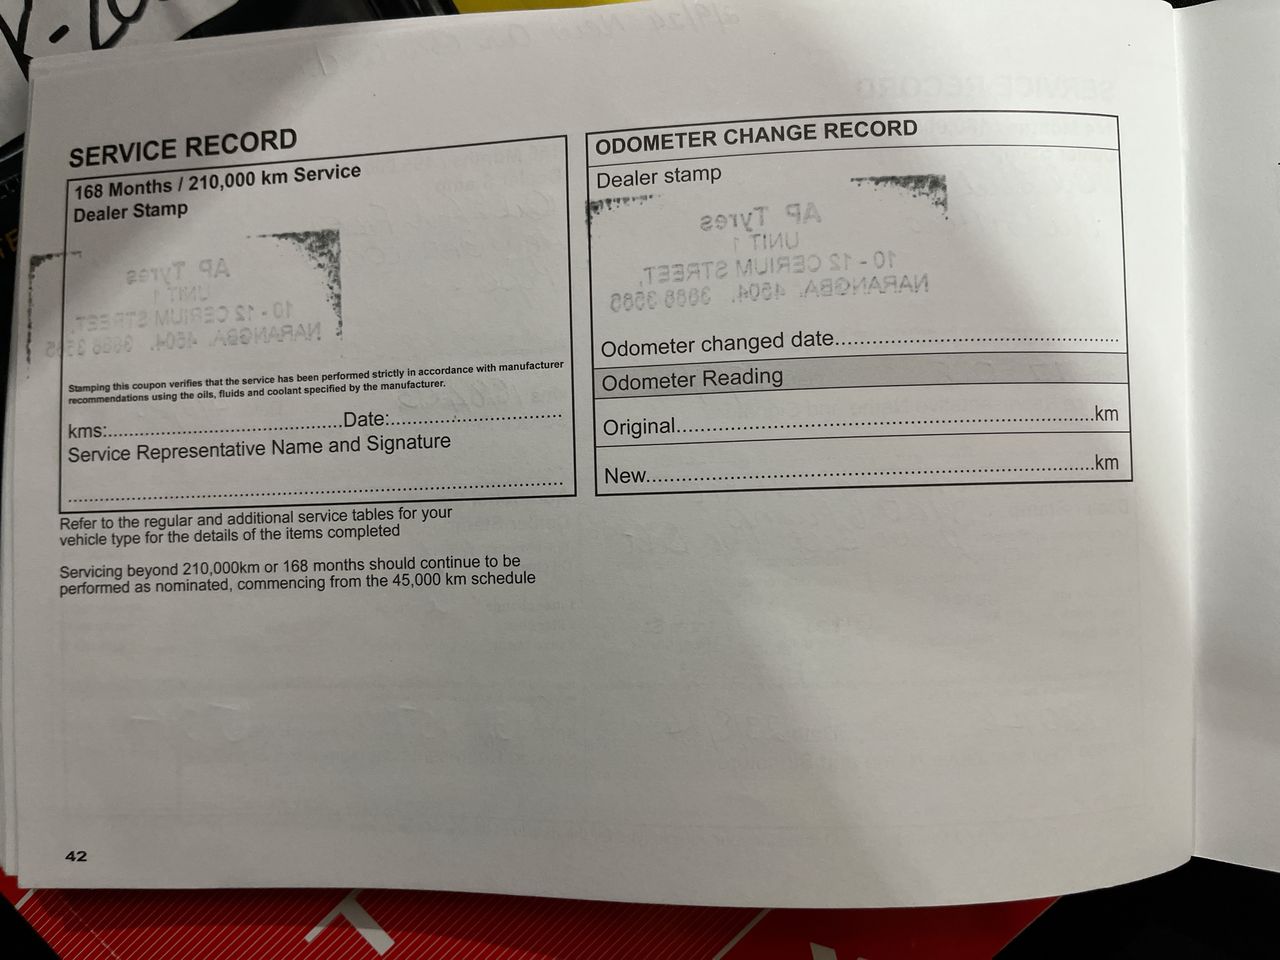 SERVICE RECORD
168 Months / 210,000 km Service
Dealer Stamp
AP Tyres
UNIT 1
10 - 12 CERIUM STREET,
NARANGBA, 4504. 3888 3585
Stamping this coupon verifies that the service has been performed strictly in accordance with manufacturer
recommendations using the oils, fluids and coolant specified by the manufacturer.
kms:..........Date:..........
Service Representative Name and Signature
Refer to the regular and additional service tables for your
vehicle type for the details of the items completed
Servicing beyond 210,000km or 168 months should continue to be
performed as nominated, commencing from the 45,000 km schedule
ODOMETER CHANGE RECORD
Dealer stamp
AP Tyres
UNIT 1
10 - 12 CERIUM STREET,
NARANGBA, 4504. 3888 3585
Odometer changed date..........
Odometer Reading
Original..........km
New..........km
42
SERVICE RECORD